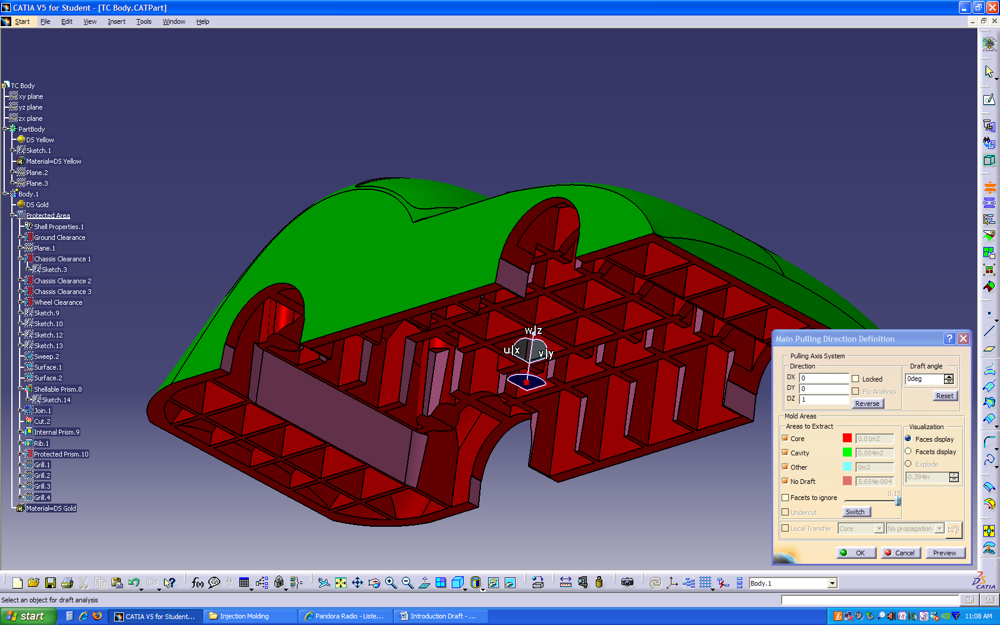 CATIA V5 for Student - [TC Body.CATPart]
Start File Edit View Insert Tools Window Help
TC Body
xy plane
yz plane
zx plane
PartBody
DS Yellow
Sketch.1
Material=DS Yellow
Plane.2
Plane.3
Body.1
DS Gold
Protected Area
Shell Properties.1
Ground Clearance
Plane.1
Chassis Clearance 1
Sketch.3
Chassis Clearance 2
Chassis Clearance 3
Wheel Clearance
Sketch.9
Sketch.10
Sketch.12
Sketch.13
Sweep.2
Surface.1
Surface.2
Shellable Prism.8
Sketch.14
Join.1
Cut.2
Internal Prism.9
Rib.1
Protected Prism.10
Grill.1
Grill.2
Grill.3
Grill.4
Material=DS Gold
w|z
u|x
v|y
Main Pulling Direction Definition
Pulling Axis System
Direction
Draft angle
DX 0
Locked
0deg
DY 0
Fly Analysis
DZ 1
Reverse
Reset
Mold Areas
Areas to Extract
Visualization
Core 0.01m2
Faces display
Cavity 0.004m2
Facets display
Other 0m2
Explode
No Draft 5.654e-004
0.394in
Facets to ignore
0.15
Undercut
Switch
Local Transfer Core No propagation
OK Cancel Preview
f(x)
Body.1
DS CATIA
Select an object for draft analysis
start
CATIA V5 for Student...
Injection Molding
Pandora Radio - Liste...
Introduction Draft - ...
11:08 AM